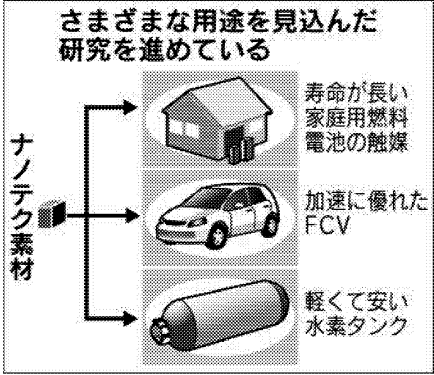 さまざまな用途を見込んだ
研究を進めている
ナノテク素材
寿命が長い
家庭用燃料
電池の触媒
加速に優れた
FCV
軽くて安い
水素タンク